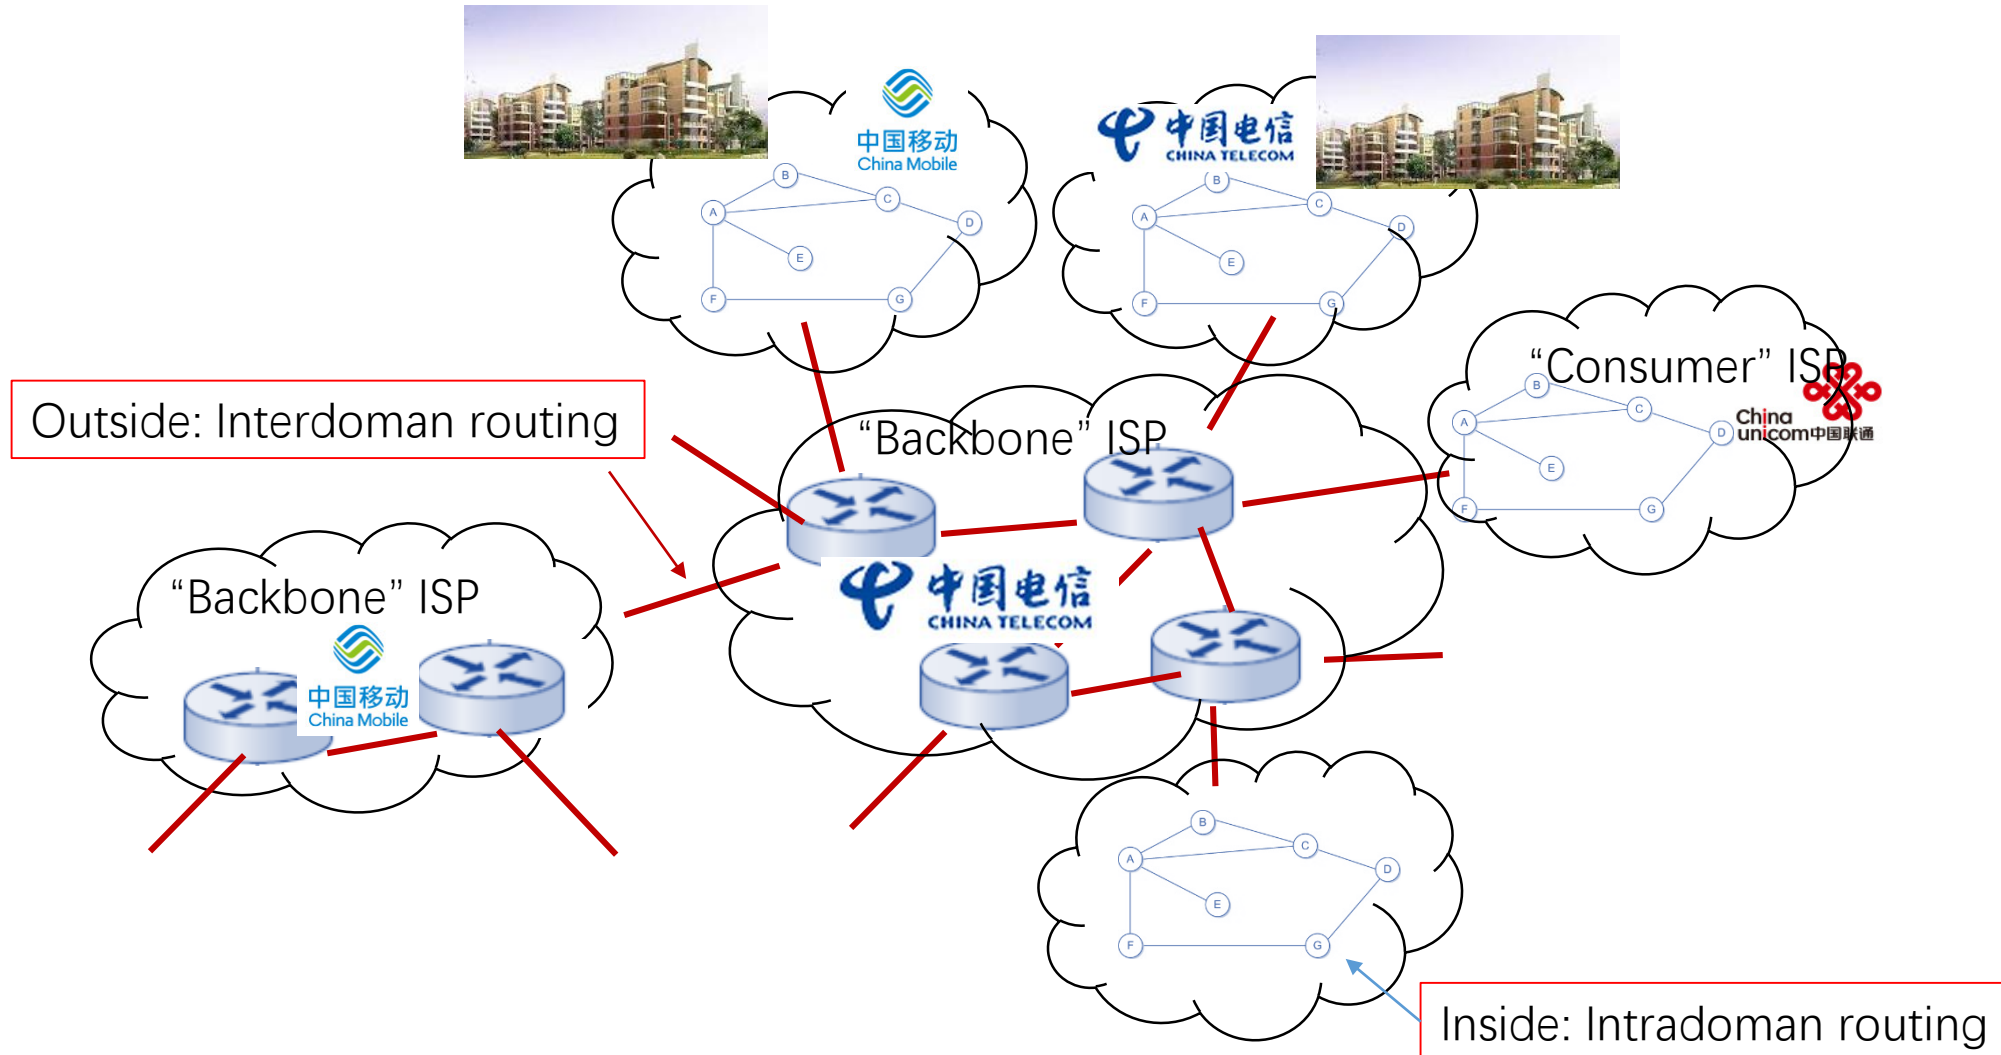 中国移动
China Mobile
B
A
C
D
E
F
G
中国电信
CHINA TELECOM
B
A
C
D
E
F
G
“Consumer” ISP
B
A
C
D
E
F
G
China
unicom中国联通
Outside: Interdoman routing
“Backbone” ISP
中国电信
CHINA TELECOM
“Backbone” ISP
中国移动
China Mobile
B
A
C
D
E
F
G
Inside: Intradoman routing